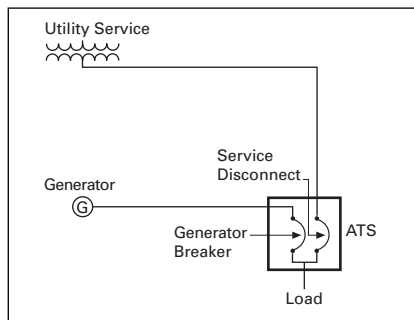 Utility Service
Service
Disconnect
Generator
G
Generator
Breaker
ATS
Load